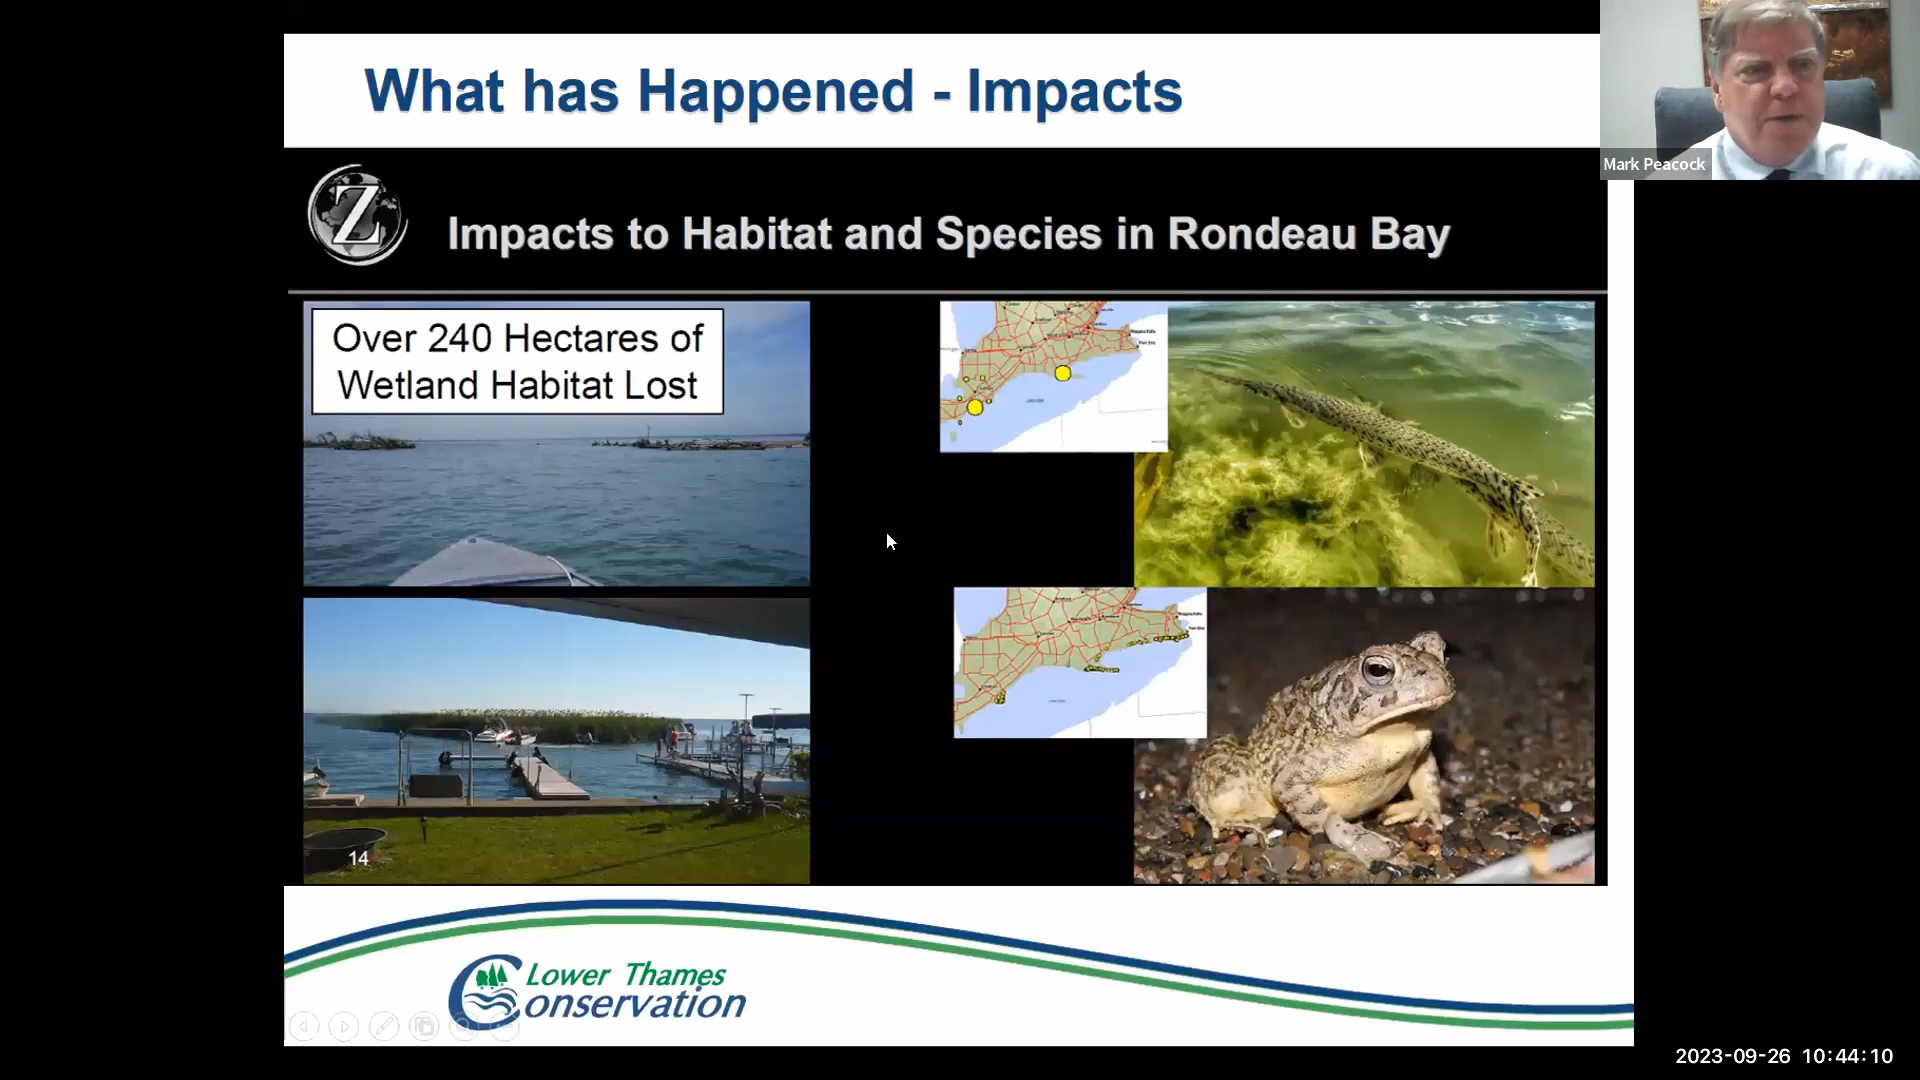 What has Happened - Impacts
Mark Peacock
Z
Impacts to Habitat and Species in Rondeau Bay
Over 240 Hectares of
Wetland Habitat Lost
14
Lower Thames
Conservation
2023-09-26 10:44:10